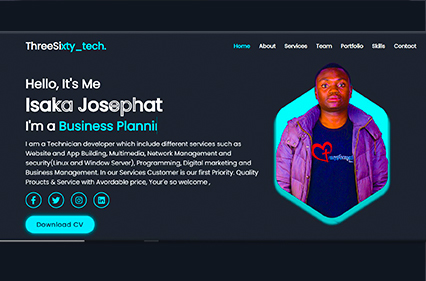 ThreeSixty_tech.
Home About Services Team Portfolio Skills Contact
Hello, It's Me
Isaka Josephat
I'm a Business Plannin
I am a Technician developer which include different services such as
Website and App Building, Multimedia, Network Management and
security(Linux and Window Server), Programming, Digital marketing and
Business Management. In our Services Customer is our first Priority. Quality
Proucts & Service with Avordable price, Your'e so welcome ,
Download CV